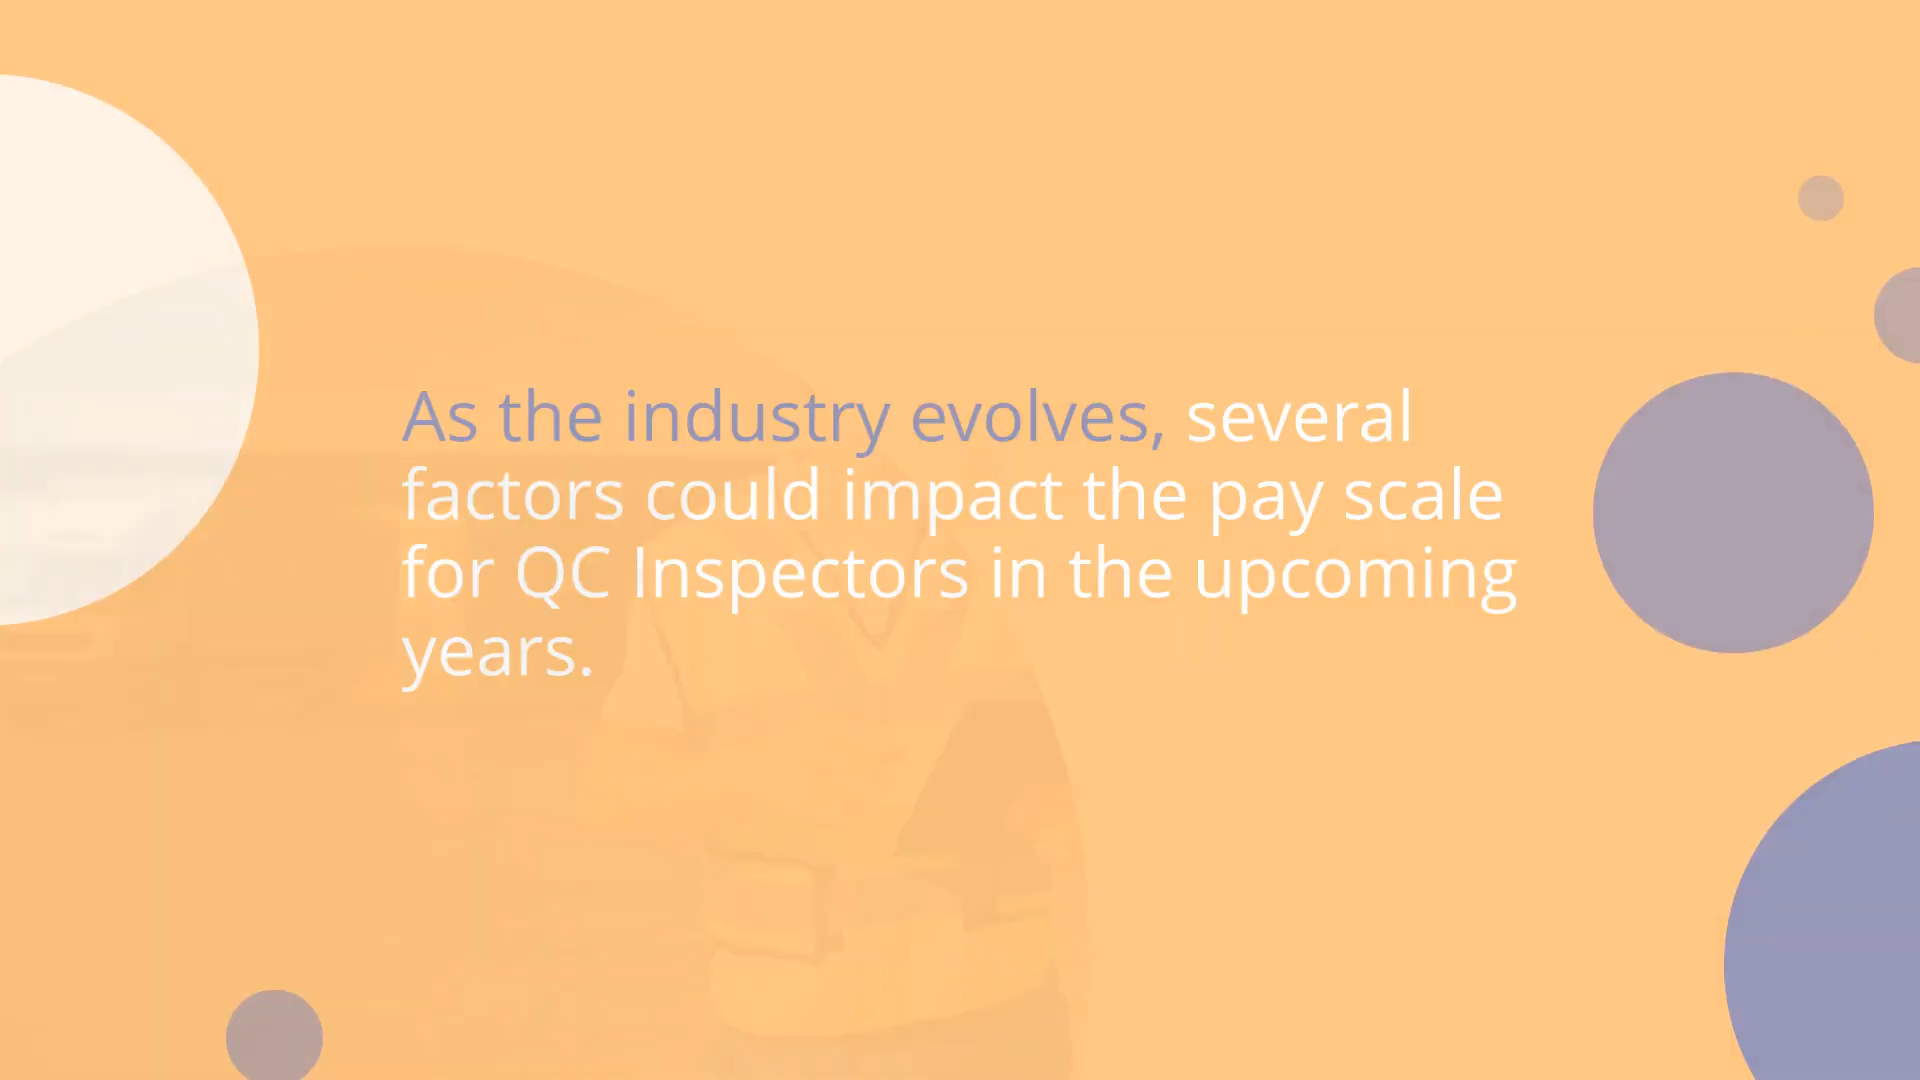 As the industry evolves, several
factors could impact the pay scale
for QC Inspectors in the upcoming
years.